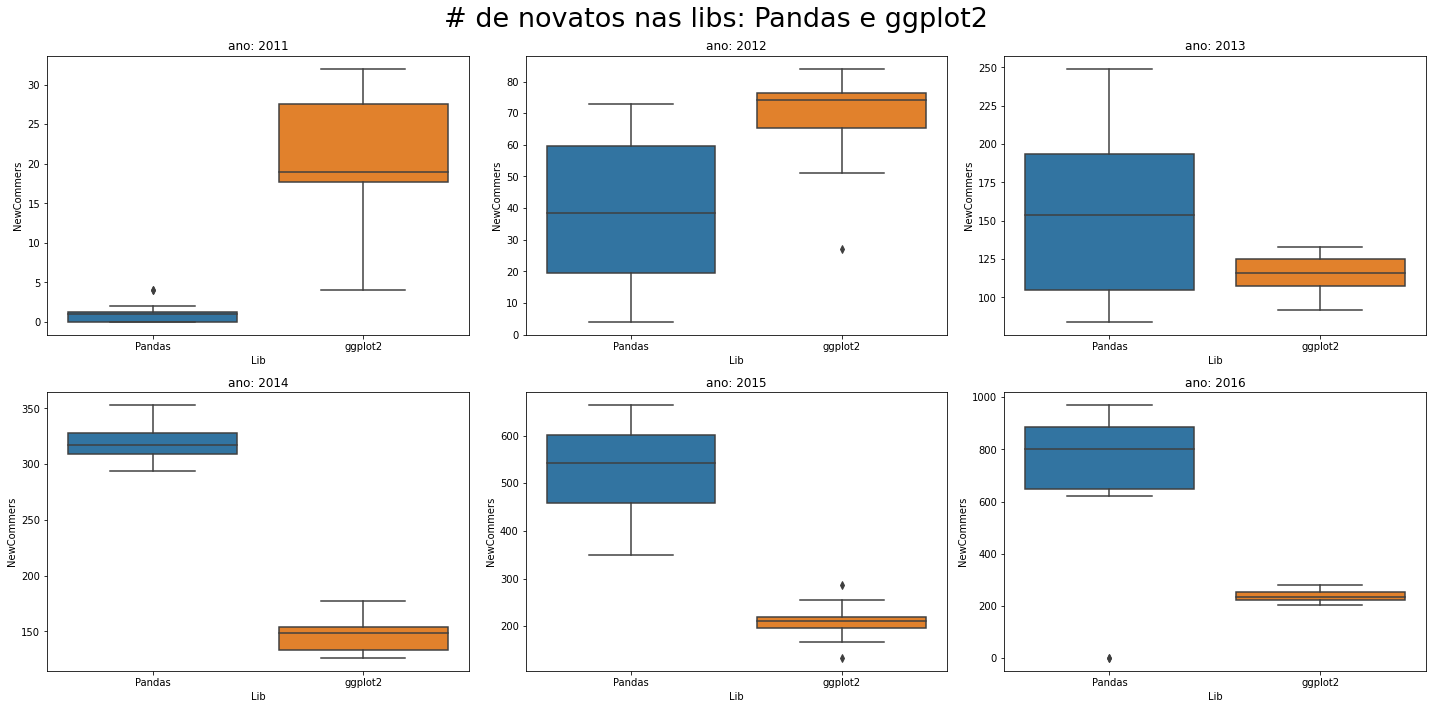 # de novatos nas libs: Pandas e ggplot2
ano: 2011
30
25
20
15
10
5
0
NewCommers
Pandas
ggplot2
Lib
ano: 2012
80
70
60
50
40
30
20
10
0
NewCommers
Pandas
ggplot2
Lib
ano: 2013
250
225
200
175
150
125
100
NewCommers
Pandas
ggplot2
Lib
ano: 2014
350
300
250
200
150
NewCommers
Pandas
ggplot2
Lib
ano: 2015
600
500
400
300
200
NewCommers
Pandas
ggplot2
Lib
ano: 2016
1000
800
600
400
200
0
NewCommers
Pandas
ggplot2
Lib